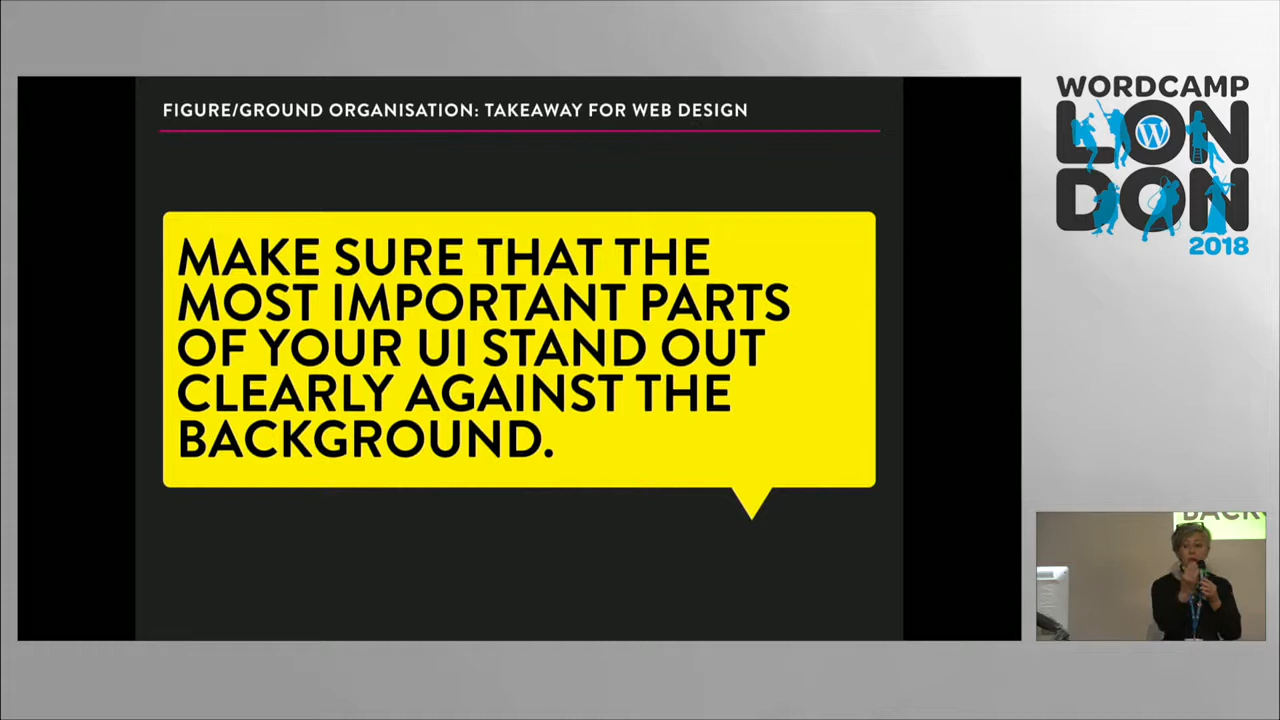 FIGURE/GROUND ORGANISATION: TAKEAWAY FOR WEB DESIGN
MAKE SURE THAT THE
MOST IMPORTANT PARTS
OF YOUR UI STAND OUT
CLEARLY AGAINST THE
BACKGROUND.
WORDCAMP
LON
DON
2018
BACK